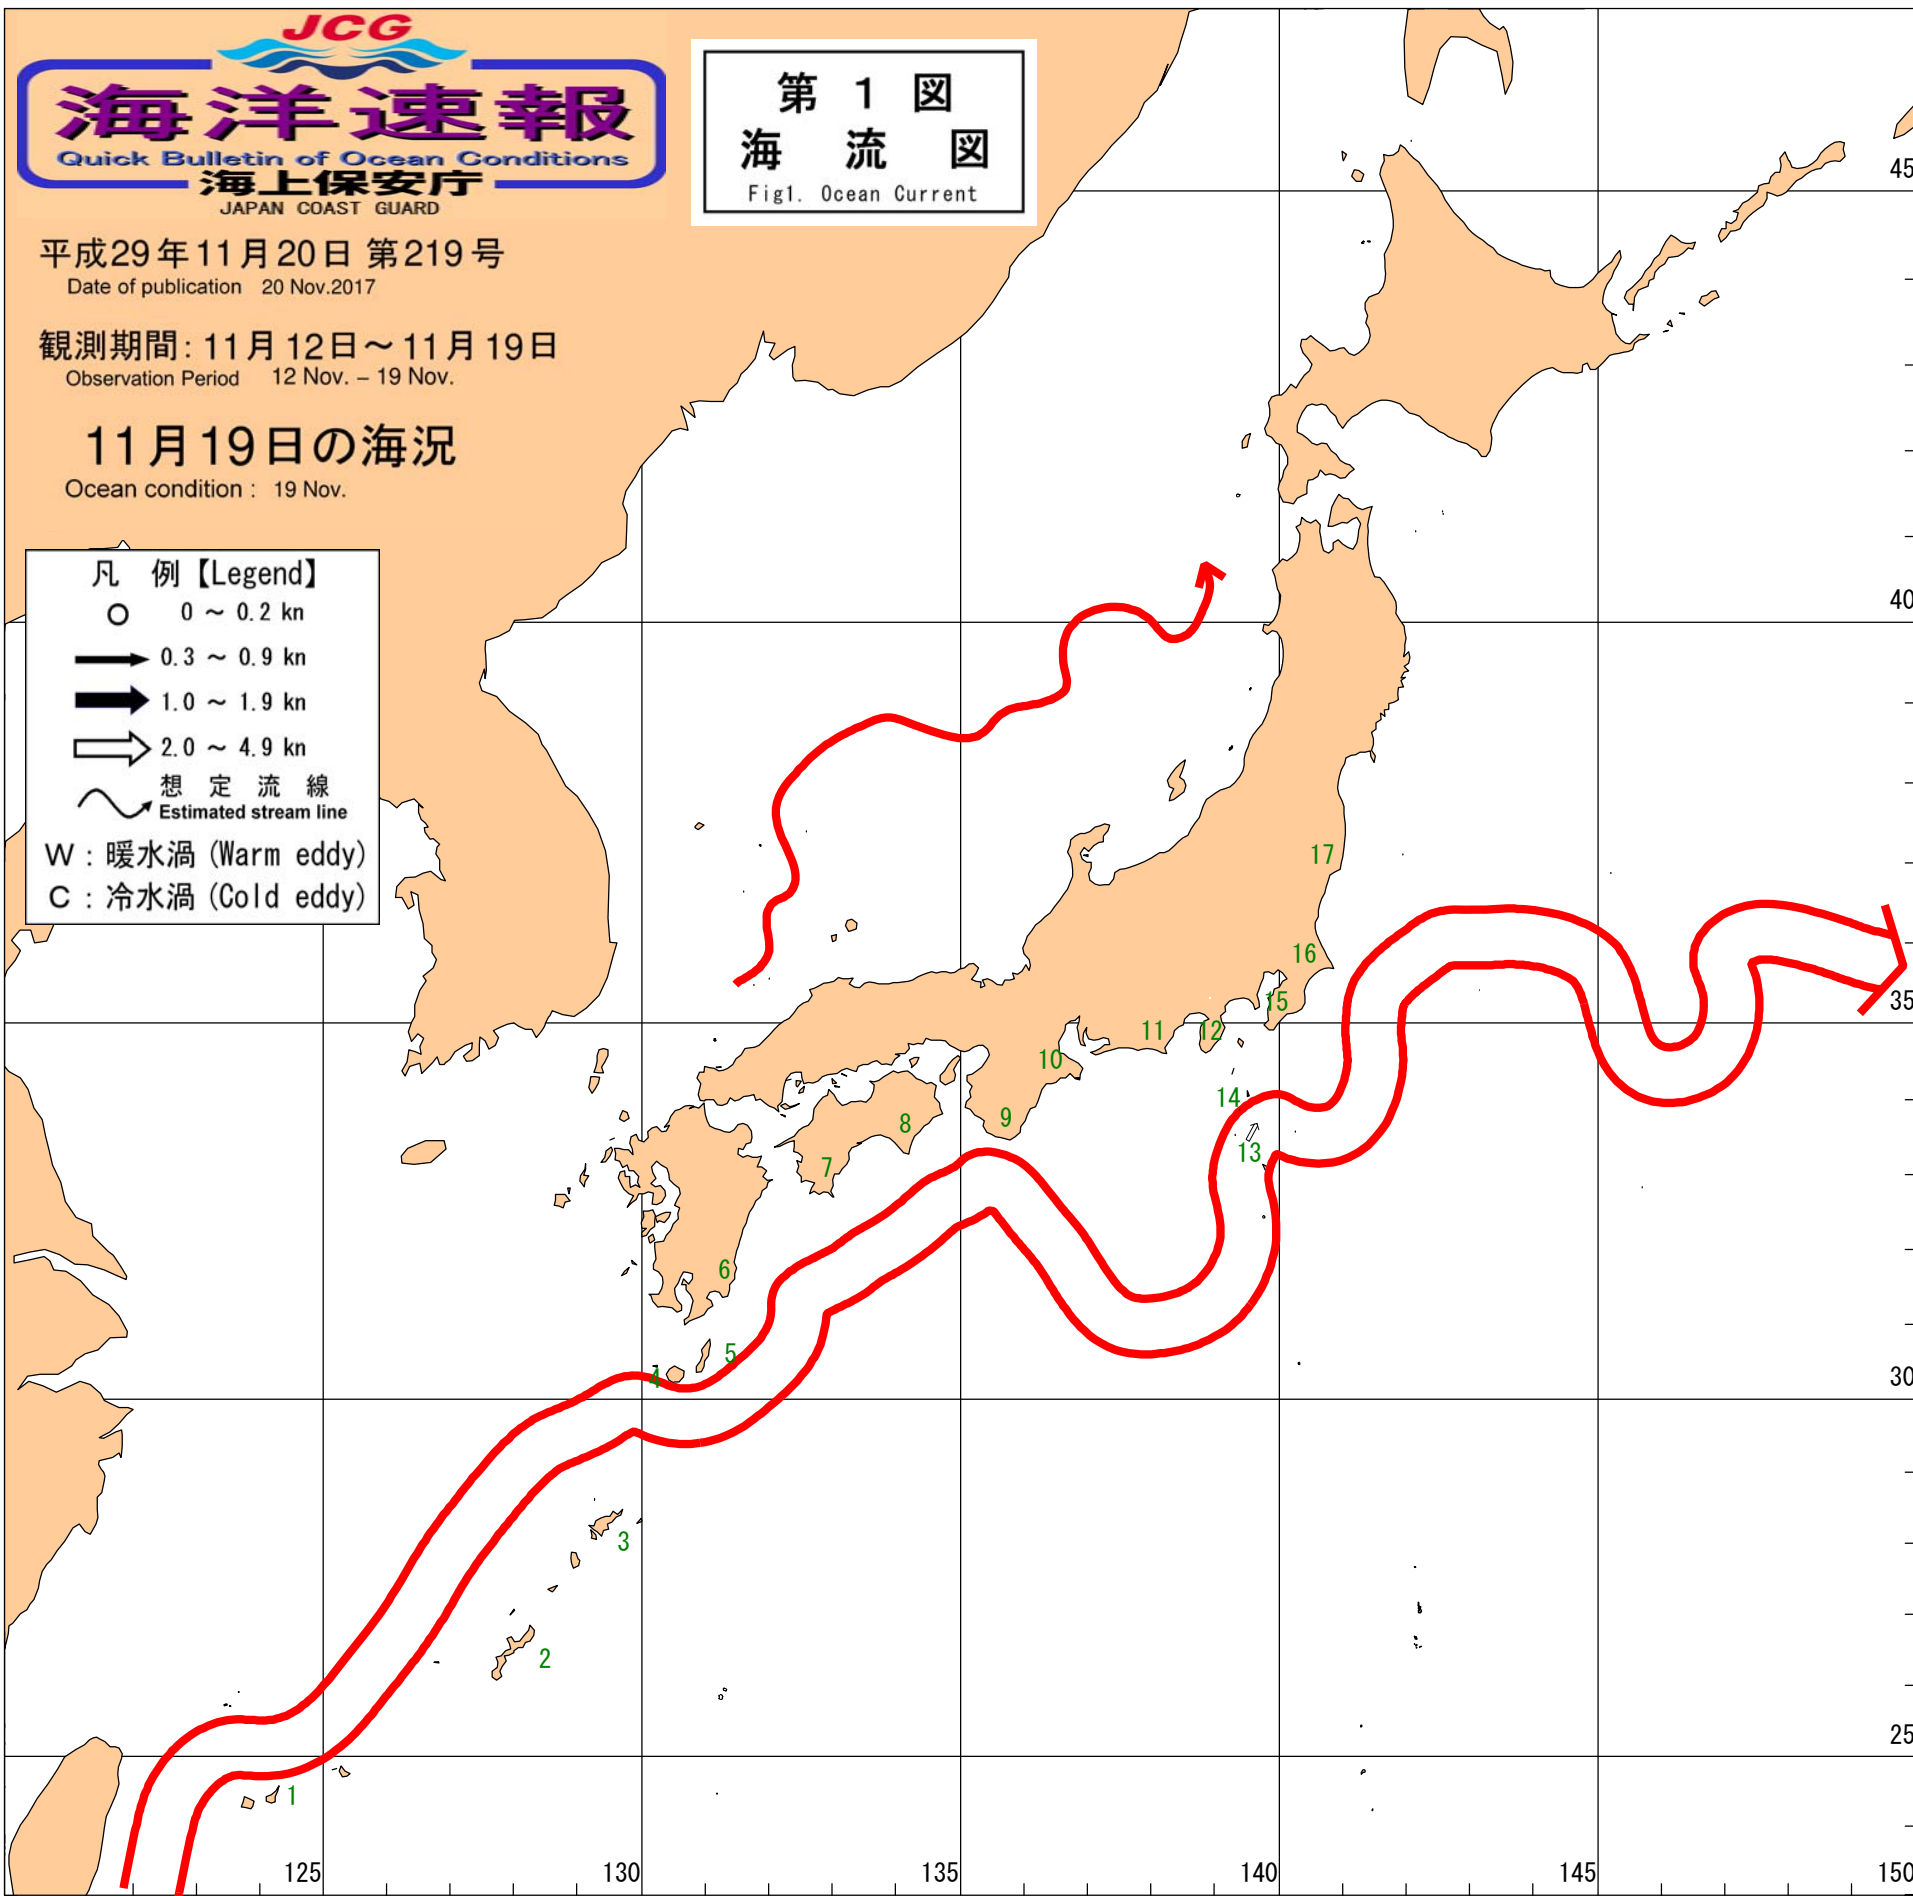 JCG
海洋速報
Quick Bulletin of Ocean Conditions
海上保安庁
JAPAN COAST GUARD
第 1 図
海 流 図
Fig1. Ocean Current
平成29年11月20日 第219号
Date of publication 20 Nov.2017
観測期間: 11月12日～11月19日
Observation Period 12 Nov. – 19 Nov.
11月19日の海況
Ocean condition : 19 Nov.
凡 例【Legend】
0 ～ 0.2 kn
0.3 ～ 0.9 kn
1.0 ～ 1.9 kn
2.0 ～ 4.9 kn
想 定 流 線
Estimated stream line
W : 暖水渦 (Warm eddy)
C : 冷水渦 (Cold eddy)
45
40
17
16
35
15
12
11
10
14
9
8
13
7
6
5
4
30
3
2
25
1
125
130
135
140
145
150